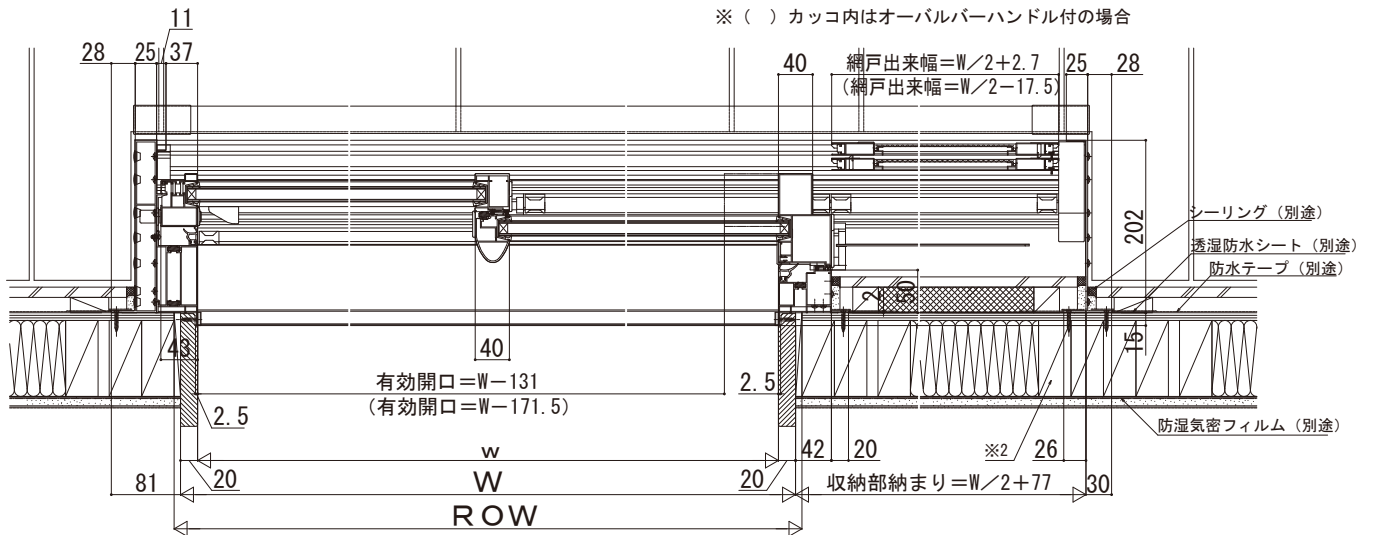 ※（　）カッコ内はオーバルバーハンドル付の場合
11
28
25
37
40
網戸出来幅＝W／2＋2.7
（網戸出来幅＝W／2－17.5）
25
28
202
シーリング（別途）
透湿防水シート（別途）
防水テープ（別途）
2
50
15
43
40
有効開口＝W－131
（有効開口＝W－171.5）
2.5
2.5
防湿気密フィルム（別途）
w
42
20
※2
26
20
20
81
W
収納部納まり＝W／2＋77
30
ROW